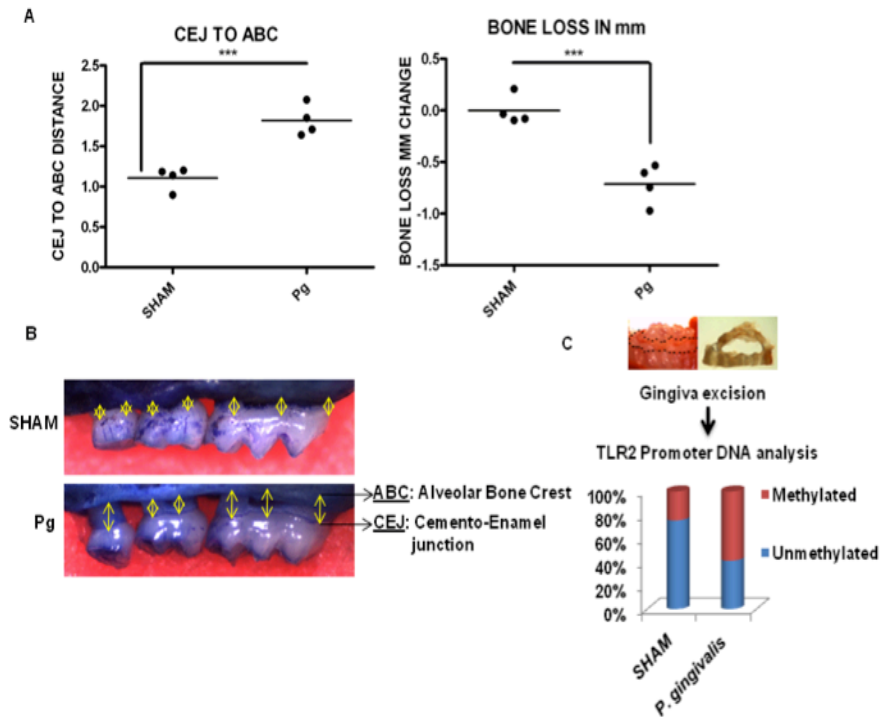 A
CEJ TO ABC
***
CEJ TO ABC DISTANCE
2.5
2.0
1.5
1.0
0.5
0.0
SHAM
Pg
BONE LOSS IN mm
***
BONE LOSS MM CHANGE
0.5
0.0
-0.5
-1.0
-1.5
SHAM
Pg
B
SHAM
Pg
ABC: Alveolar Bone Crest
CEJ: Cemento-Enamel
junction
C
Gingiva excision
TLR2 Promoter DNA analysis
100%
80%
60%
40%
20%
0%
SHAM
P. gingivalis
Methylated
Unmethylated